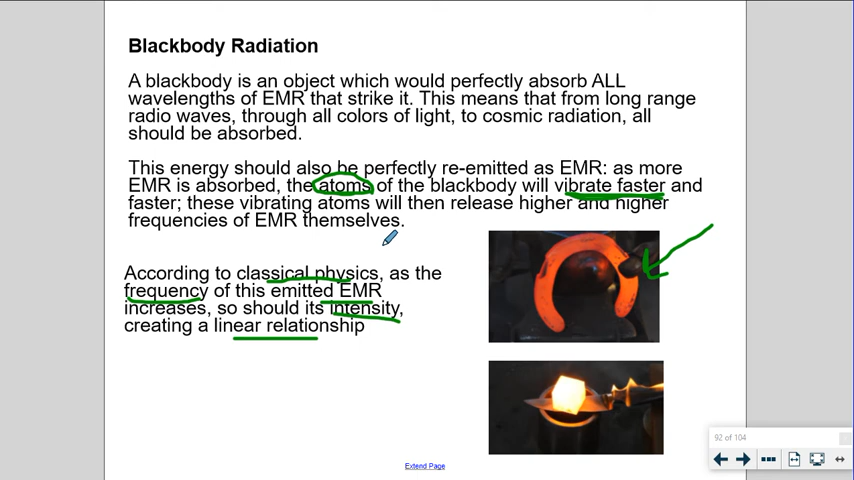 Blackbody Radiation
A blackbody is an object which would perfectly absorb ALL
wavelengths of EMR that strike it. This means that from long range
radio waves, through all colors of light, to cosmic radiation, all
should be absorbed.
This energy should also be perfectly re-emitted as EMR: as more
EMR is absorbed, the atoms of the blackbody will vibrate faster and
faster; these vibrating atoms will then release higher and higher
frequencies of EMR themselves.
According to classical physics, as the
frequency of this emitted EMR
increases, so should its intensity,
creating a linear relationship
92 of 104
Extend Page